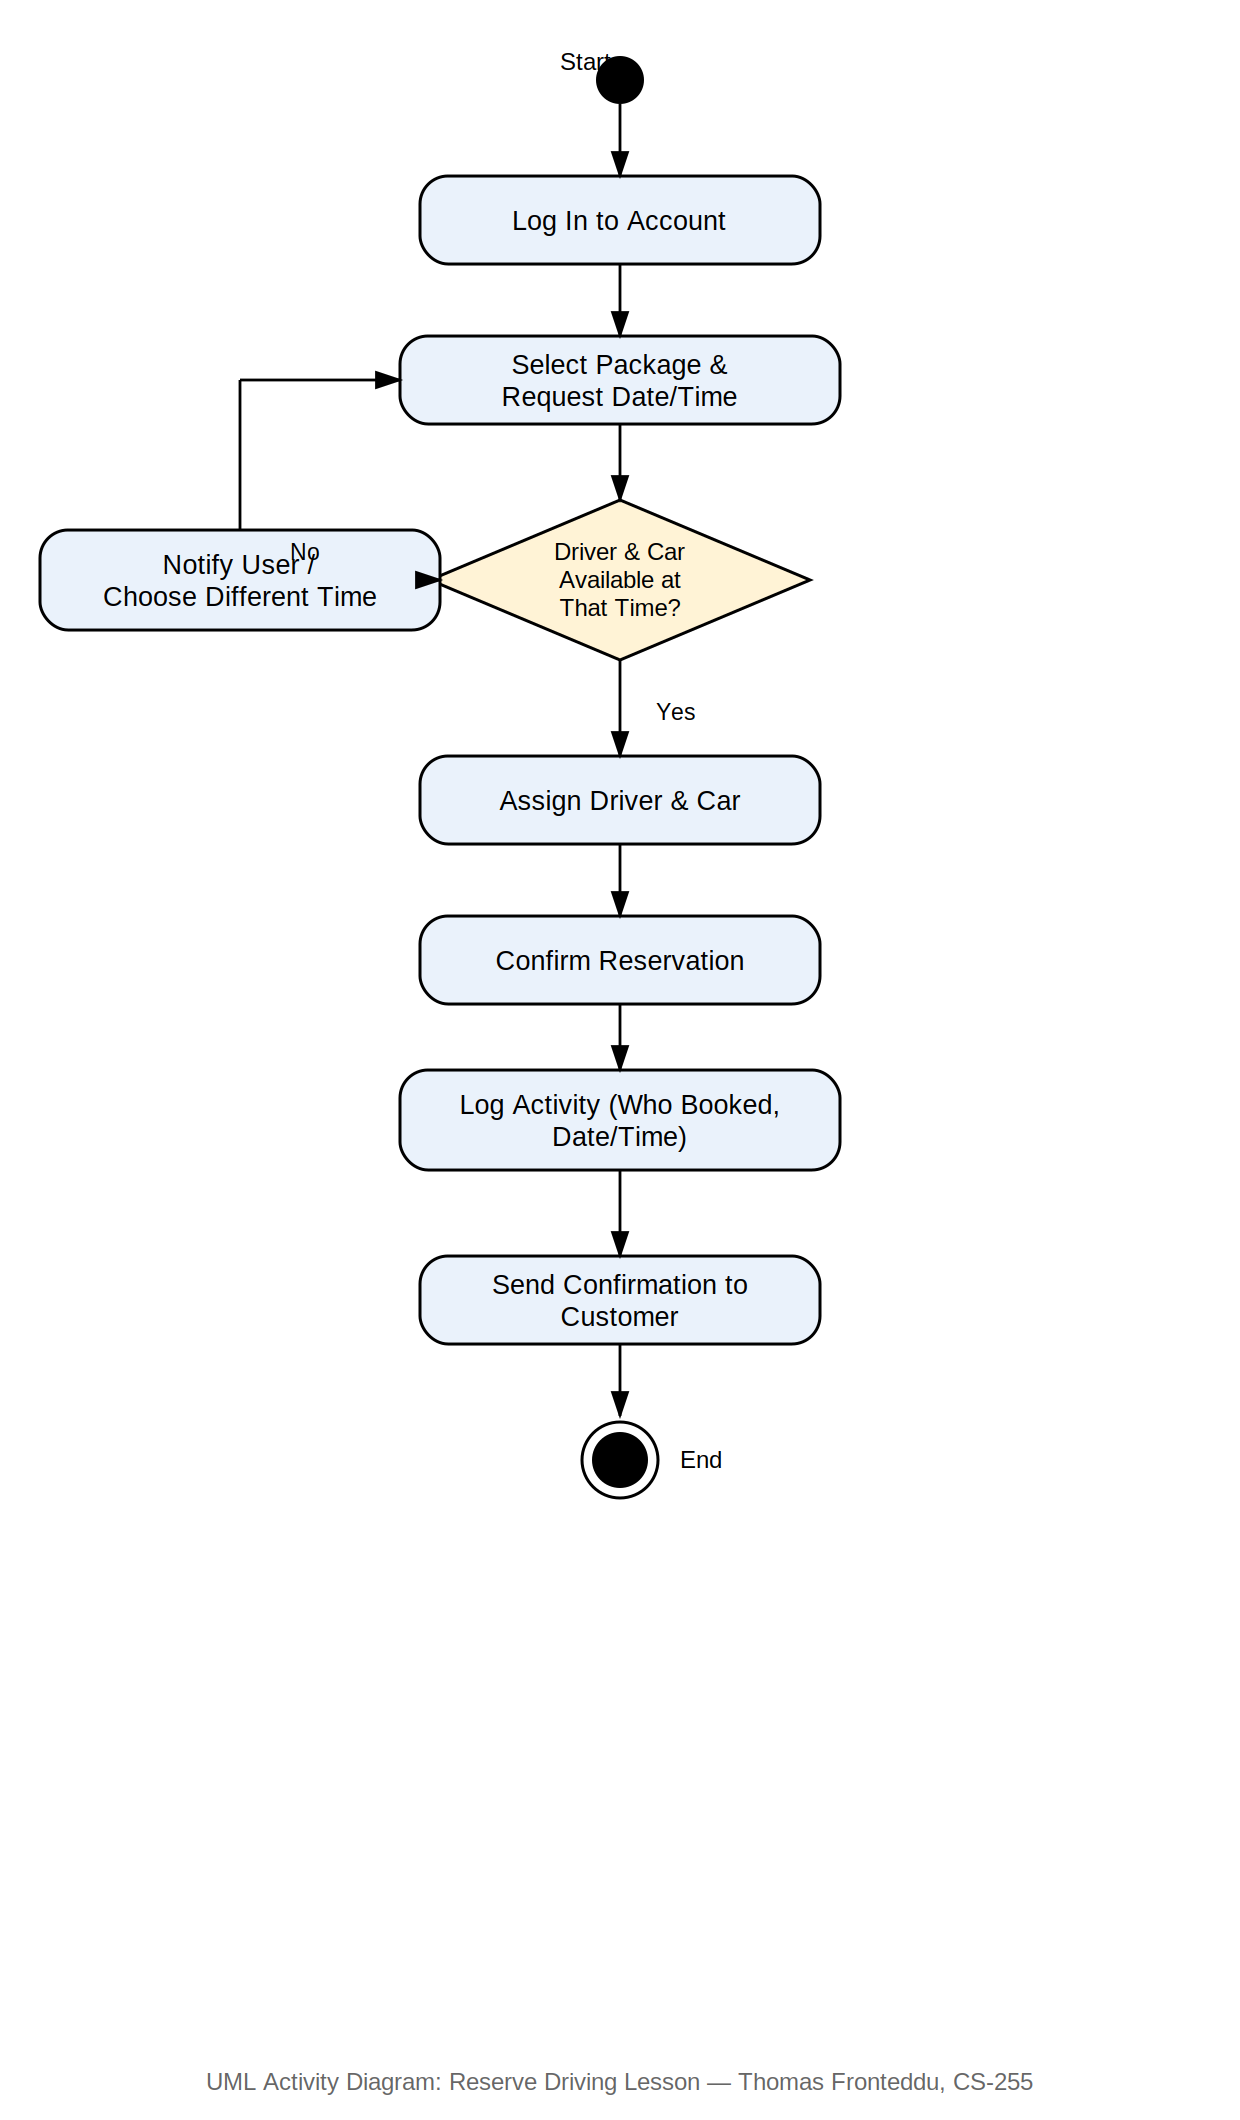 Start
Log In to Account
Select Package &
Request Date/Time
No
Notify User /
Choose Different Time
Driver & Car
Available at
That Time?
Yes
Assign Driver & Car
Confirm Reservation
Log Activity (Who Booked,
Date/Time)
Send Confirmation to
Customer
End
UML Activity Diagram: Reserve Driving Lesson — Thomas Fronteddu, CS-255